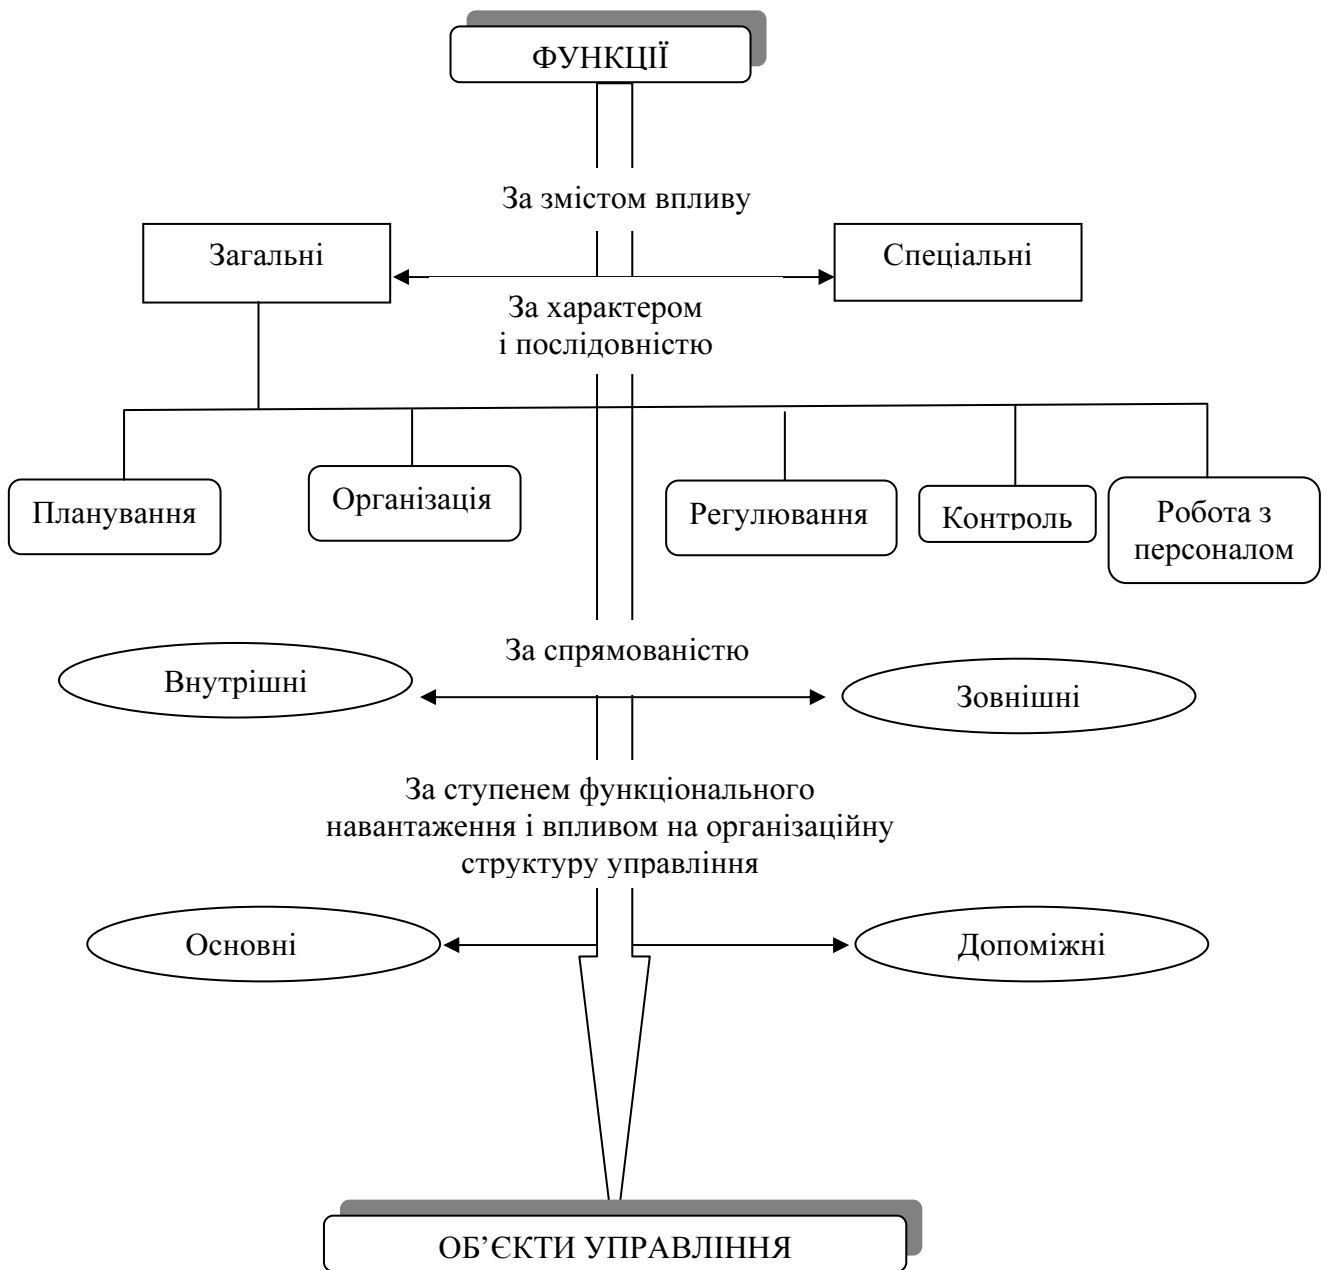 ФУНКЦІЇ
За змістом впливу
Загальні
Спеціальні
За характером
і послідовністю
Планування
Організація
Регулювання
Контроль
Робота з
персоналом
За спрямованістю
Внутрішні
Зовнішні
За ступенем функціонального
навантаження і впливом на організаційну
структуру управління
Основні
Допоміжні
ОБ’ЄКТИ УПРАВЛІННЯ